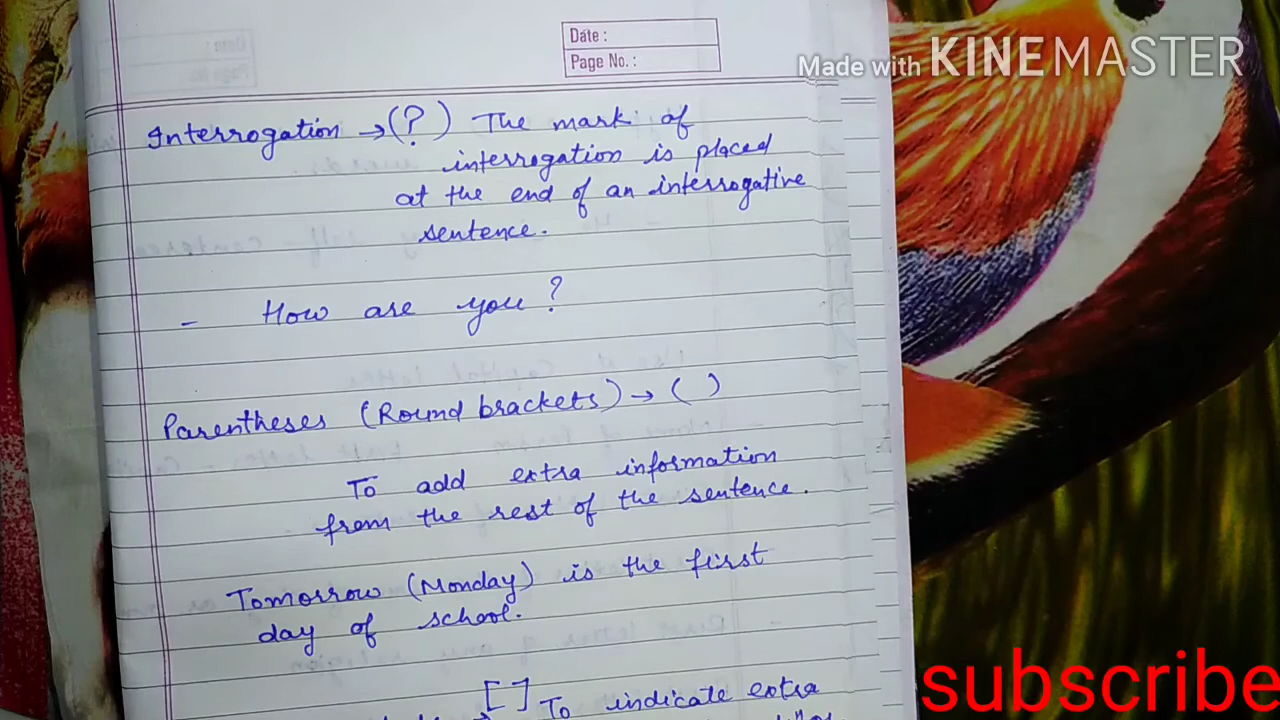 Date :
Page No. :
Made with KINEMASTER
Interrogation → (?) The mark of
interrogation is placed
at the end of an interrogative
sentence.
- How are you?
Parentheses (Round brackets) → ( )
To add extra information
from the rest of the sentence.
Tomorrow (Monday) is the first
day of school.
[ ] To indicate extra
subscribe